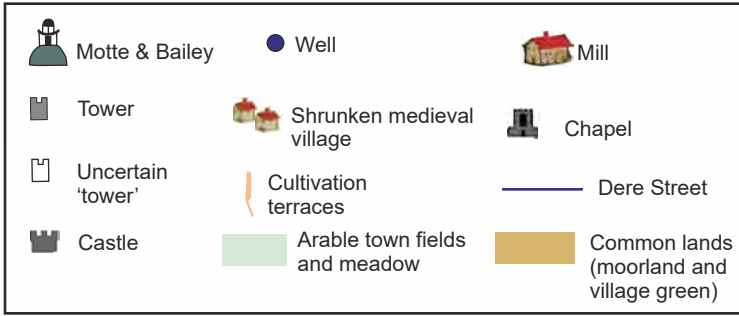 Motte & Bailey
Well
Mill
Tower
Shrunken medieval
village
Chapel
Uncertain
‘tower’
Cultivation
terraces
Dere Street
Castle
Arable town fields
and meadow
Common lands
(moorland and
village green)